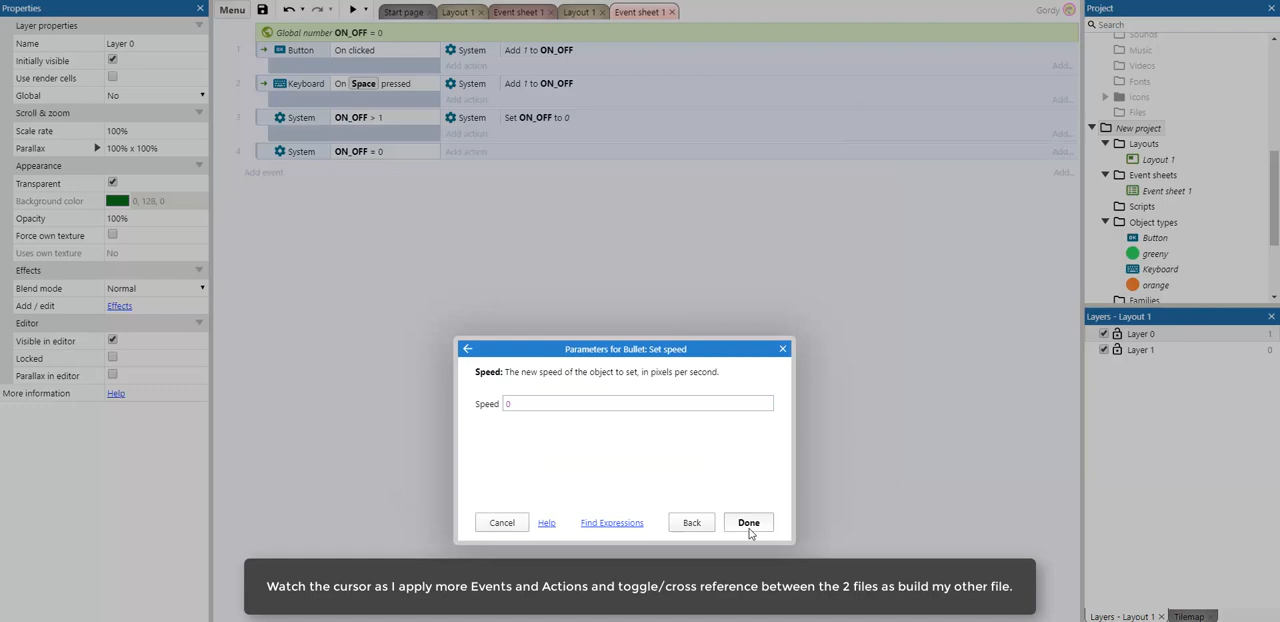 Properties ×
Layer properties
Name Layer 0
Initially visible
Use render cells
Global No
Scroll & zoom
Scale rate 100%
Parallax 100% x 100%
Appearance
Transparent
Background color 0, 128, 0
Opacity 100%
Force own texture
Uses own texture No
Effects
Blend mode Normal
Add / edit Effects
Editor
Visible in editor
Locked
Parallax in editor
More information Help
Menu
Start page × Layout 1 × Event sheet 1 × Layout 1 × Event sheet 1 ×
Gordy
Global number ON_OFF = 0
1 Button On clicked System Add 1 to ON_OFF
Add action Add...
2 Keyboard On Space pressed System Add 1 to ON_OFF
Add action Add...
3 System ON_OFF > 1 System Set ON_OFF to 0
Add action Add...
4 System ON_OFF = 0 Add action Add...
Add event Add...
Parameters for Bullet: Set speed ×
Speed: The new speed of the object to set, in pixels per second.
Speed 0
Cancel Help Find Expressions Back Done
Watch the cursor as I apply more Events and Actions and toggle/cross reference between the 2 files as build my other file.
Project ×
Search
Sounds
Music
Videos
Fonts
Icons
Files
New project
Layouts
Layout 1
Event sheets
Event sheet 1
Scripts
Object types
Button
greeny
Keyboard
orange
Families
Layers - Layout 1 ×
Layer 0 1
Layer 1 0
Layers - Layout 1 × Tilemap ×